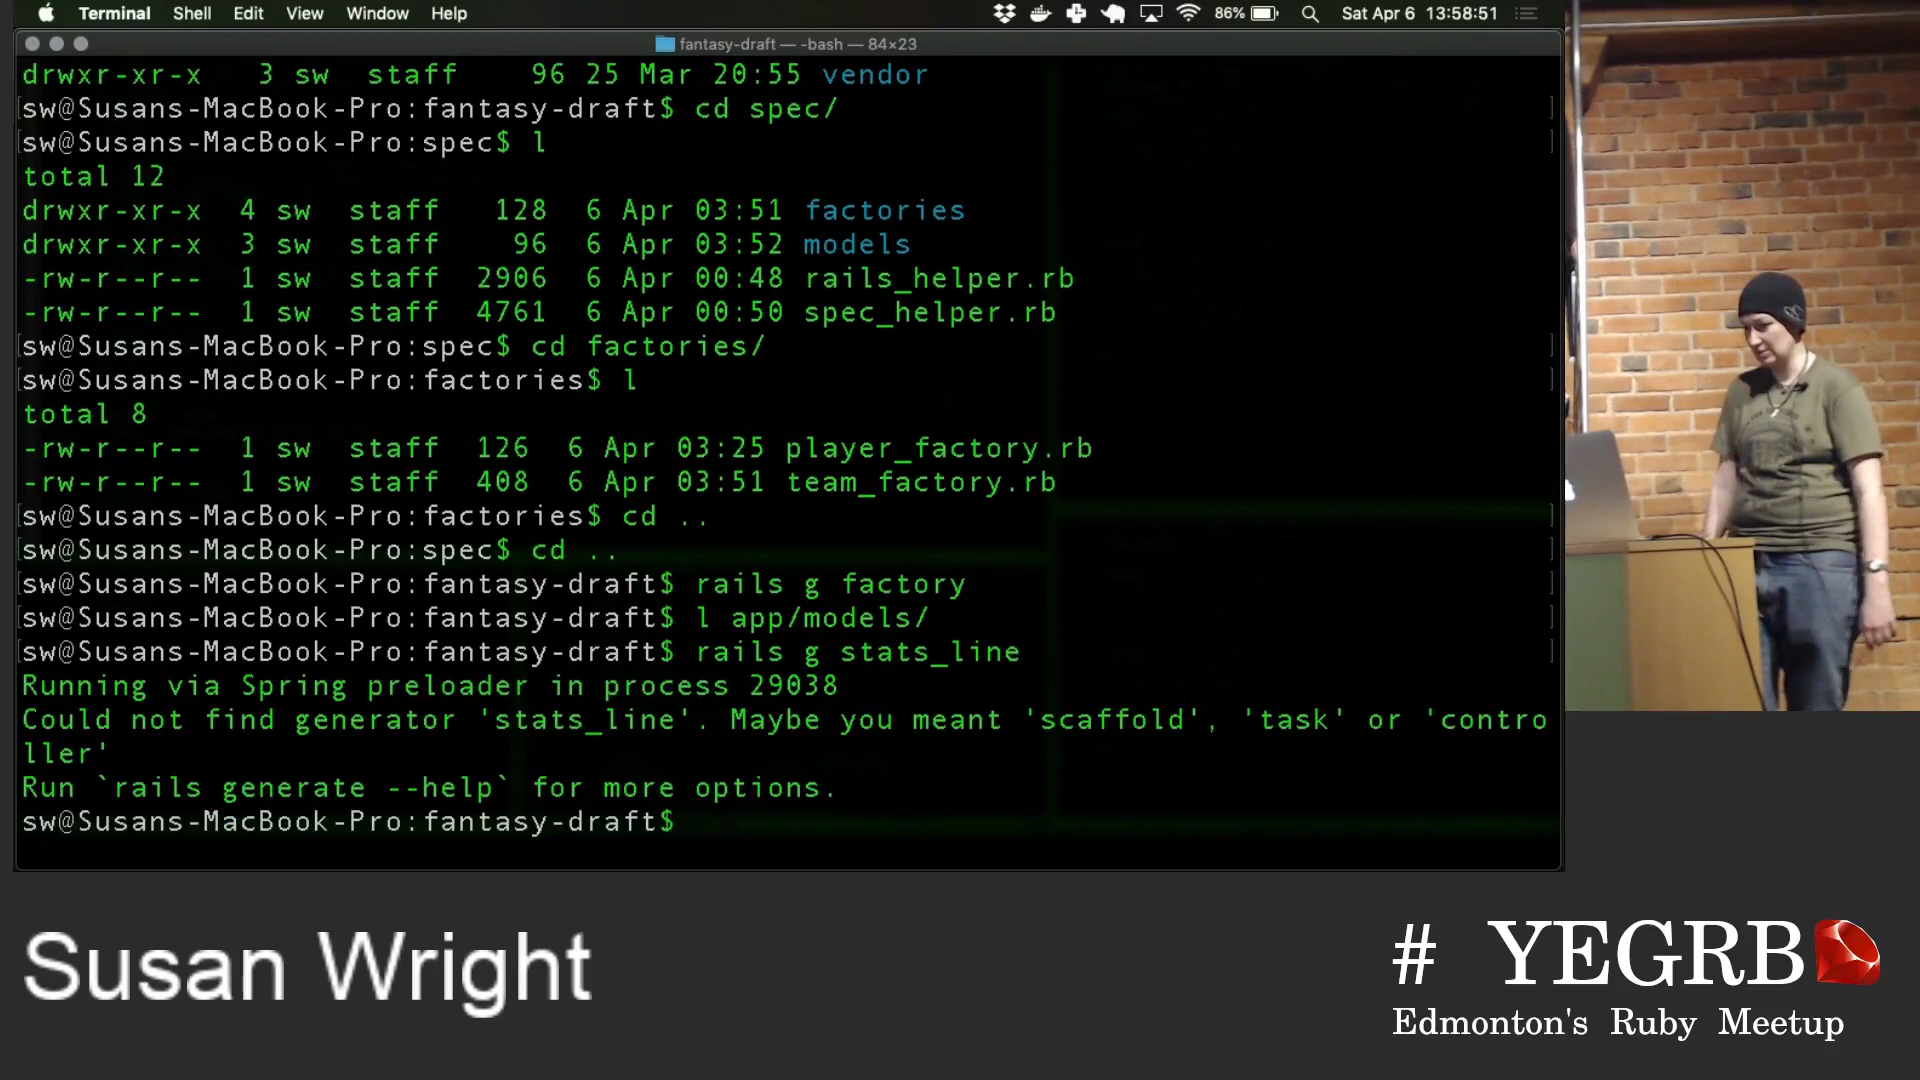 Terminal Shell Edit View Window Help 86% Sat Apr 6 13:58:51
fantasy-draft — -bash — 84×23
drwxr-xr-x 3 sw staff 96 25 Mar 20:55 vendor
sw@Susans-MacBook-Pro:fantasy-draft$ cd spec/
sw@Susans-MacBook-Pro:spec$ l
total 12
drwxr-xr-x 4 sw staff 128 6 Apr 03:51 factories
drwxr-xr-x 3 sw staff 96 6 Apr 03:52 models
-rw-r--r-- 1 sw staff 2906 6 Apr 00:48 rails_helper.rb
-rw-r--r-- 1 sw staff 4761 6 Apr 00:50 spec_helper.rb
sw@Susans-MacBook-Pro:spec$ cd factories/
sw@Susans-MacBook-Pro:factories$ l
total 8
-rw-r--r-- 1 sw staff 126 6 Apr 03:25 player_factory.rb
-rw-r--r-- 1 sw staff 408 6 Apr 03:51 team_factory.rb
sw@Susans-MacBook-Pro:factories$ cd ..
sw@Susans-MacBook-Pro:spec$ cd ..
sw@Susans-MacBook-Pro:fantasy-draft$ rails g factory
sw@Susans-MacBook-Pro:fantasy-draft$ l app/models/
sw@Susans-MacBook-Pro:fantasy-draft$ rails g stats_line
Running via Spring preloader in process 29038
Could not find generator 'stats_line'. Maybe you meant 'scaffold', 'task' or 'contro
ller'
Run `rails generate --help` for more options.
sw@Susans-MacBook-Pro:fantasy-draft$
Susan Wright
# YEGRB
Edmonton's Ruby Meetup